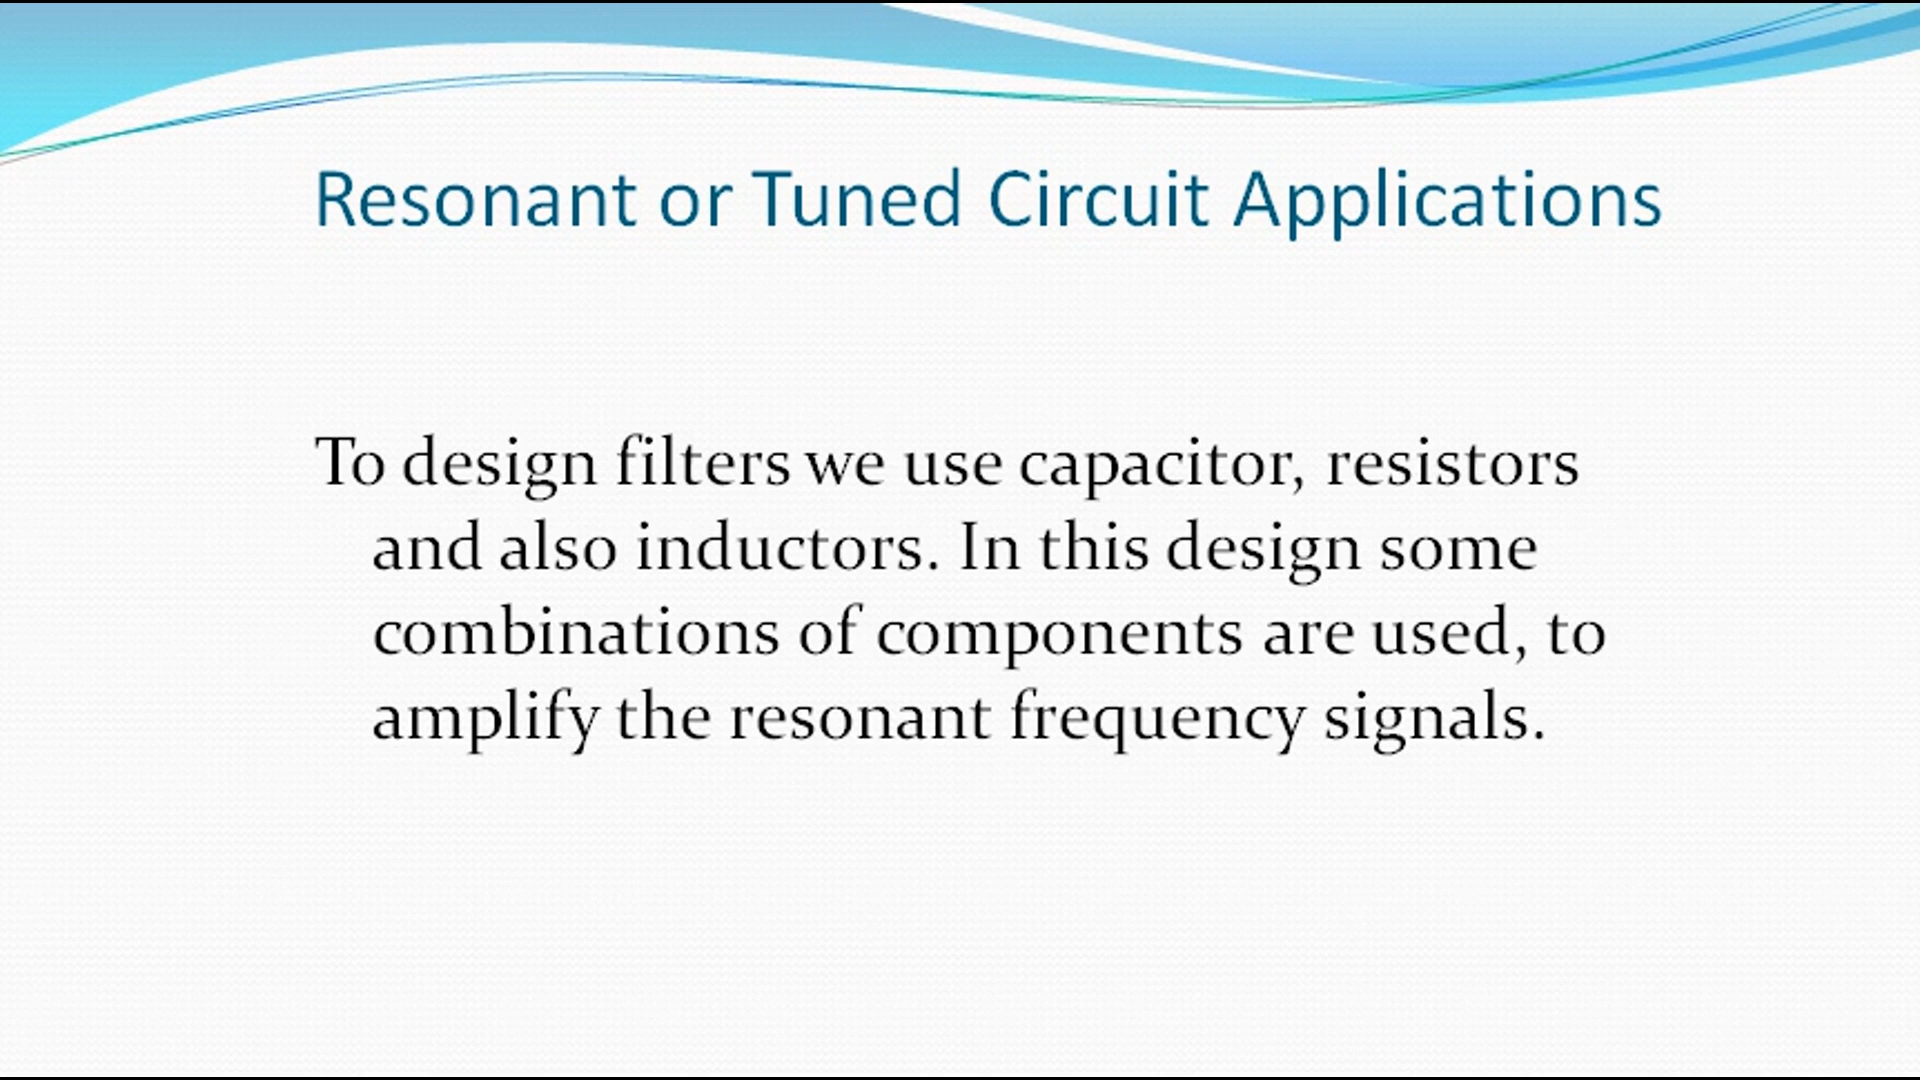 Resonant or Tuned Circuit Applications
To design filters we use capacitor, resistors
and also inductors. In this design some
combinations of components are used, to
amplify the resonant frequency signals.